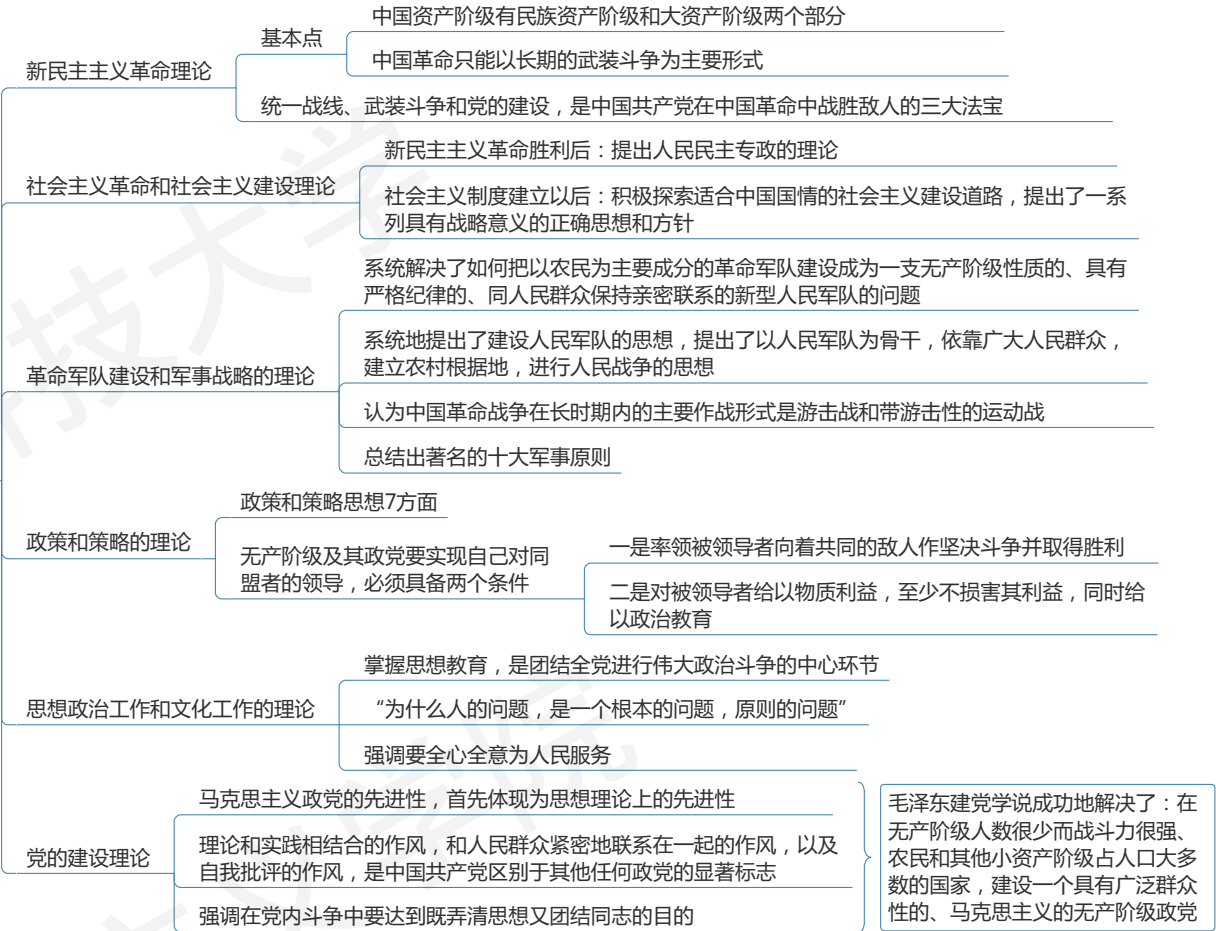 中国资产阶级有民族资产阶级和大资产阶级两个部分
基本点
中国革命只能以长期的武装斗争为主要形式
新民主主义革命理论
统一战线、武装斗争和党的建设，是中国共产党在中国革命中战胜敌人的三大法宝
新民主主义革命胜利后：提出人民民主专政的理论
社会主义革命和社会主义建设理论
社会主义制度建立以后：积极探索适合中国国情的社会主义建设道路，提出了一系
列具有战略意义的正确思想和方针
系统解决了如何把以农民为主要成分的革命军队建设成为一支无产阶级性质的、具有
严格纪律的、同人民群众保持亲密联系的新型人民军队的问题
系统地提出了建设人民军队的思想，提出了以人民军队为骨干，依靠广大人民群众，
建立农村根据地，进行人民战争的思想
革命军队建设和军事战略的理论
认为中国革命战争在长时期内的主要作战形式是游击战和带游击性的运动战
总结出著名的十大军事原则
政策和策略思想7方面
政策和策略的理论
无产阶级及其政党要实现自己对同
盟者的领导，必须具备两个条件
一是率领被领导者向着共同的敌人作坚决斗争并取得胜利
二是对被领导者给以物质利益，至少不损害其利益，同时给
以政治教育
掌握思想教育，是团结全党进行伟大政治斗争的中心环节
思想政治工作和文化工作的理论
“为什么人的问题，是一个根本的问题，原则的问题”
强调要全心全意为人民服务
马克思主义政党的先进性，首先体现为思想理论上的先进性
党的建设理论
理论和实践相结合的作风，和人民群众紧密地联系在一起的作风，以及
自我批评的作风，是中国共产党区别于其他任何政党的显著标志
强调在党内斗争中要达到既弄清思想又团结同志的目的
毛泽东建党学说成功地解决了：在
无产阶级人数很少而战斗力很强、
农民和其他小资产阶级占人口大多
数的国家，建设一个具有广泛群众
性的、马克思主义的无产阶级政党
科技大学
主义学院